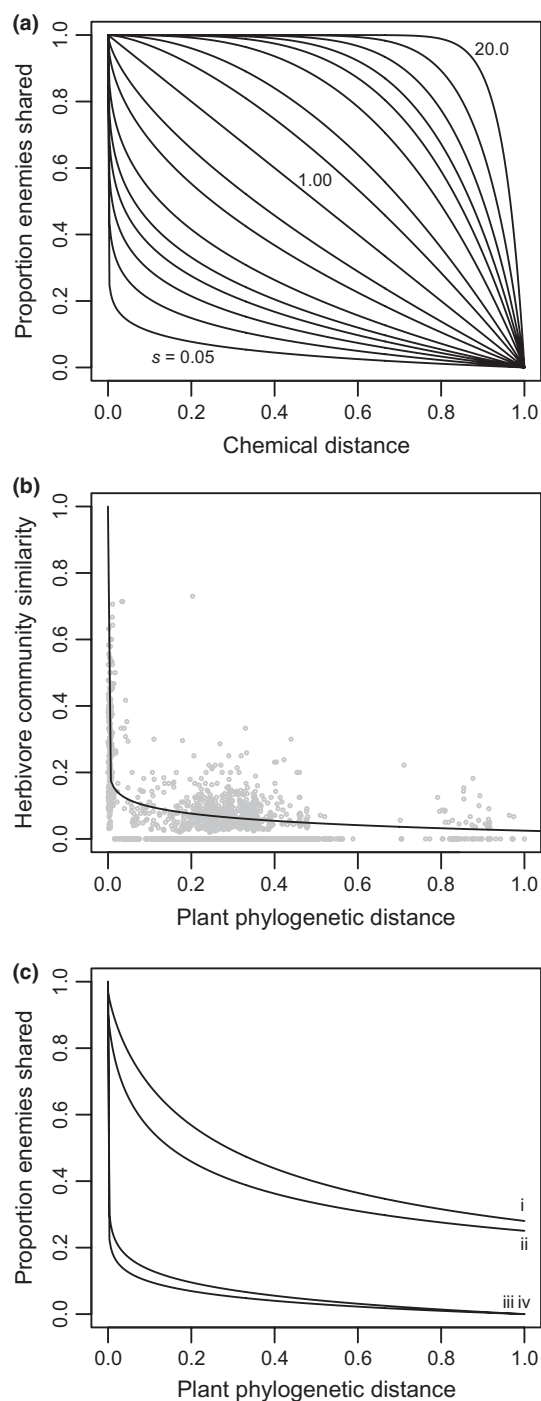 (a)
Proportion enemies shared
1.0
0.8
0.6
0.4
0.2
0.0
20.0
1.00
s = 0.05
0.0 0.2 0.4 0.6 0.8 1.0
Chemical distance
(b)
Herbivore community similarity
1.0
0.8
0.6
0.4
0.2
0.0
0.0 0.2 0.4 0.6 0.8 1.0
Plant phylogenetic distance
(c)
Proportion enemies shared
1.0
0.8
0.6
0.4
0.2
0.0
i
ii
iii iv
0.0 0.2 0.4 0.6 0.8 1.0
Plant phylogenetic distance